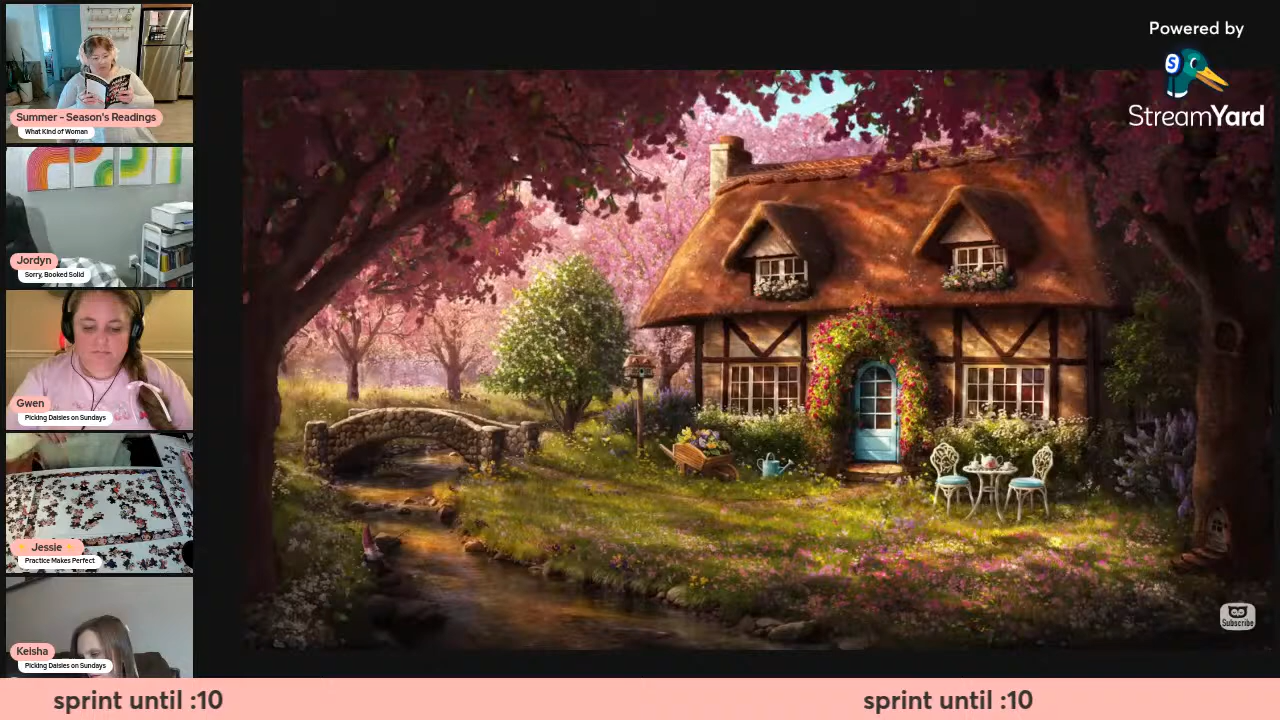 Powered by
StreamYard
Summer - Season's Readings
What Kind of Woman
Jordyn
Sorry, Booked Solid
Gwen
Picking Daisies on Sundays
Jessie
Practice Makes Perfect
Keisha
Picking Daisies on Sundays
Subscribe
sprint until :10
sprint until :10